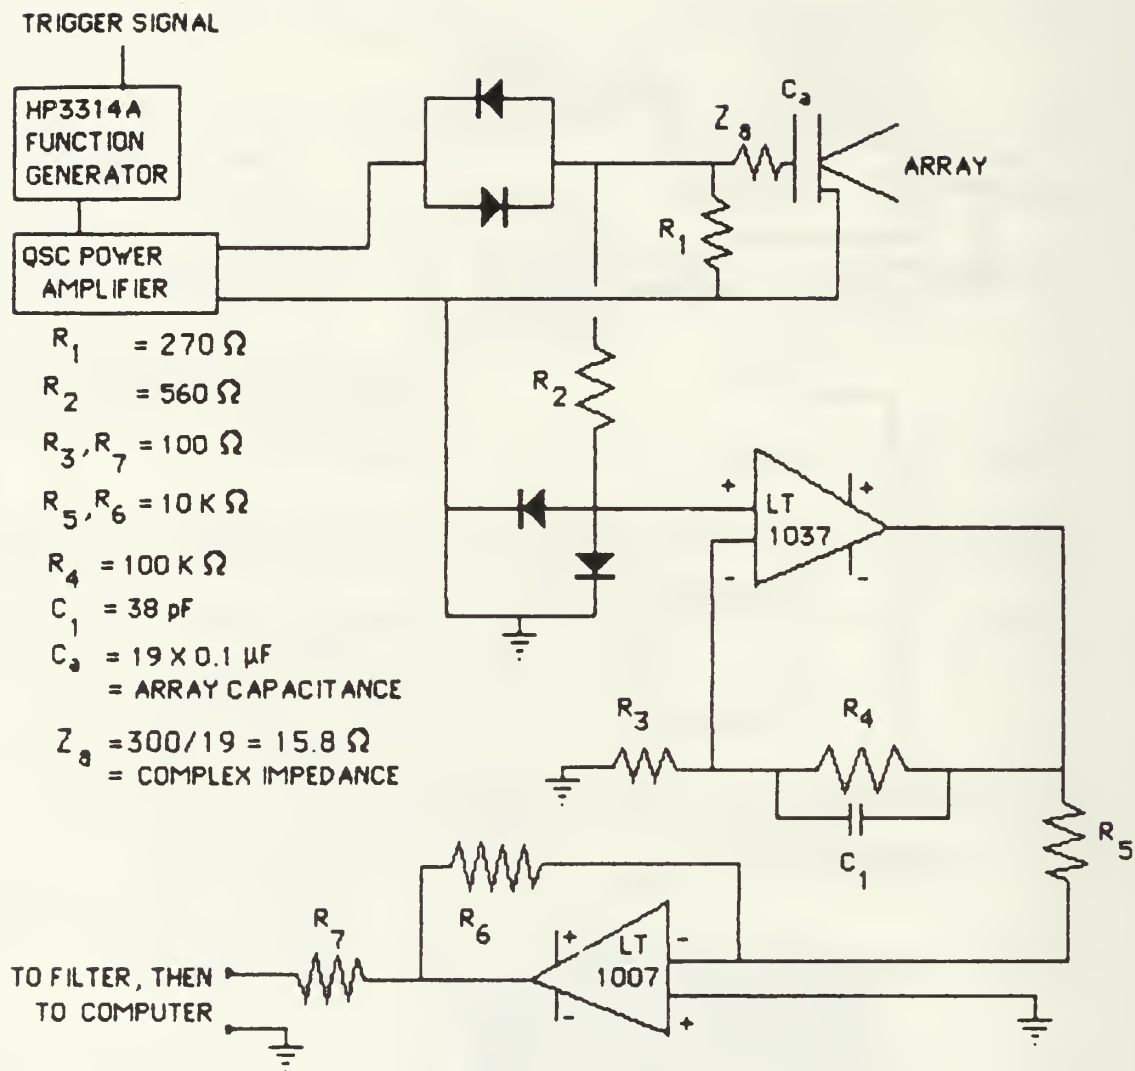 TRIGGER SIGNAL
HP3314A
FUNCTION
GENERATOR
QSC POWER
AMPLIFIER
C a
Z a
ARRAY
R 1
R 1 = 270 Ω
R 2 = 560 Ω
R 3, R 7 = 100 Ω
R 5, R 6 = 10 K Ω
R 4 = 100 K Ω
C 1 = 38 pF
C a = 19 X 0.1 µF
= ARRAY CAPACITANCE
Z a = 300/19 = 15.8 Ω
= COMPLEX IMPEDANCE
R 2
+
LT
1037
-
+
-
R 3
R 4
C 1
R 5
R 6
R 7
+
LT
1007
-
-
+
TO FILTER, THEN
TO COMPUTER